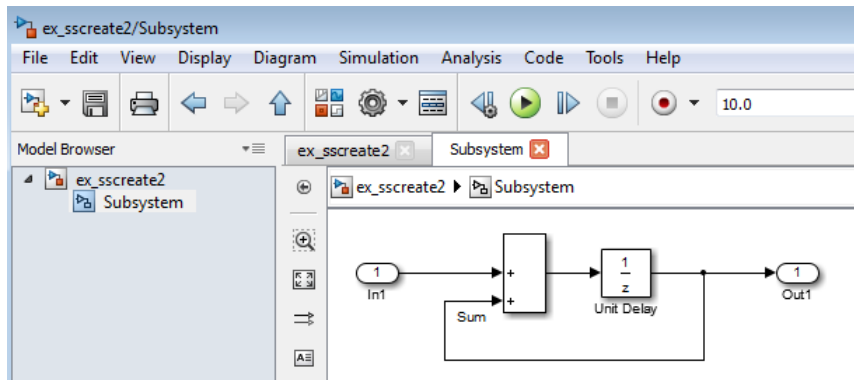 ex_sscreate2/Subsystem
File Edit View Display Diagram Simulation Analysis Code Tools Help
10.0
Model Browser
ex_sscreate2
Subsystem
ex_sscreate2
Subsystem
ex_sscreate2 Subsystem
1
In1
+
+
Sum
1
z
Unit Delay
1
Out1
A